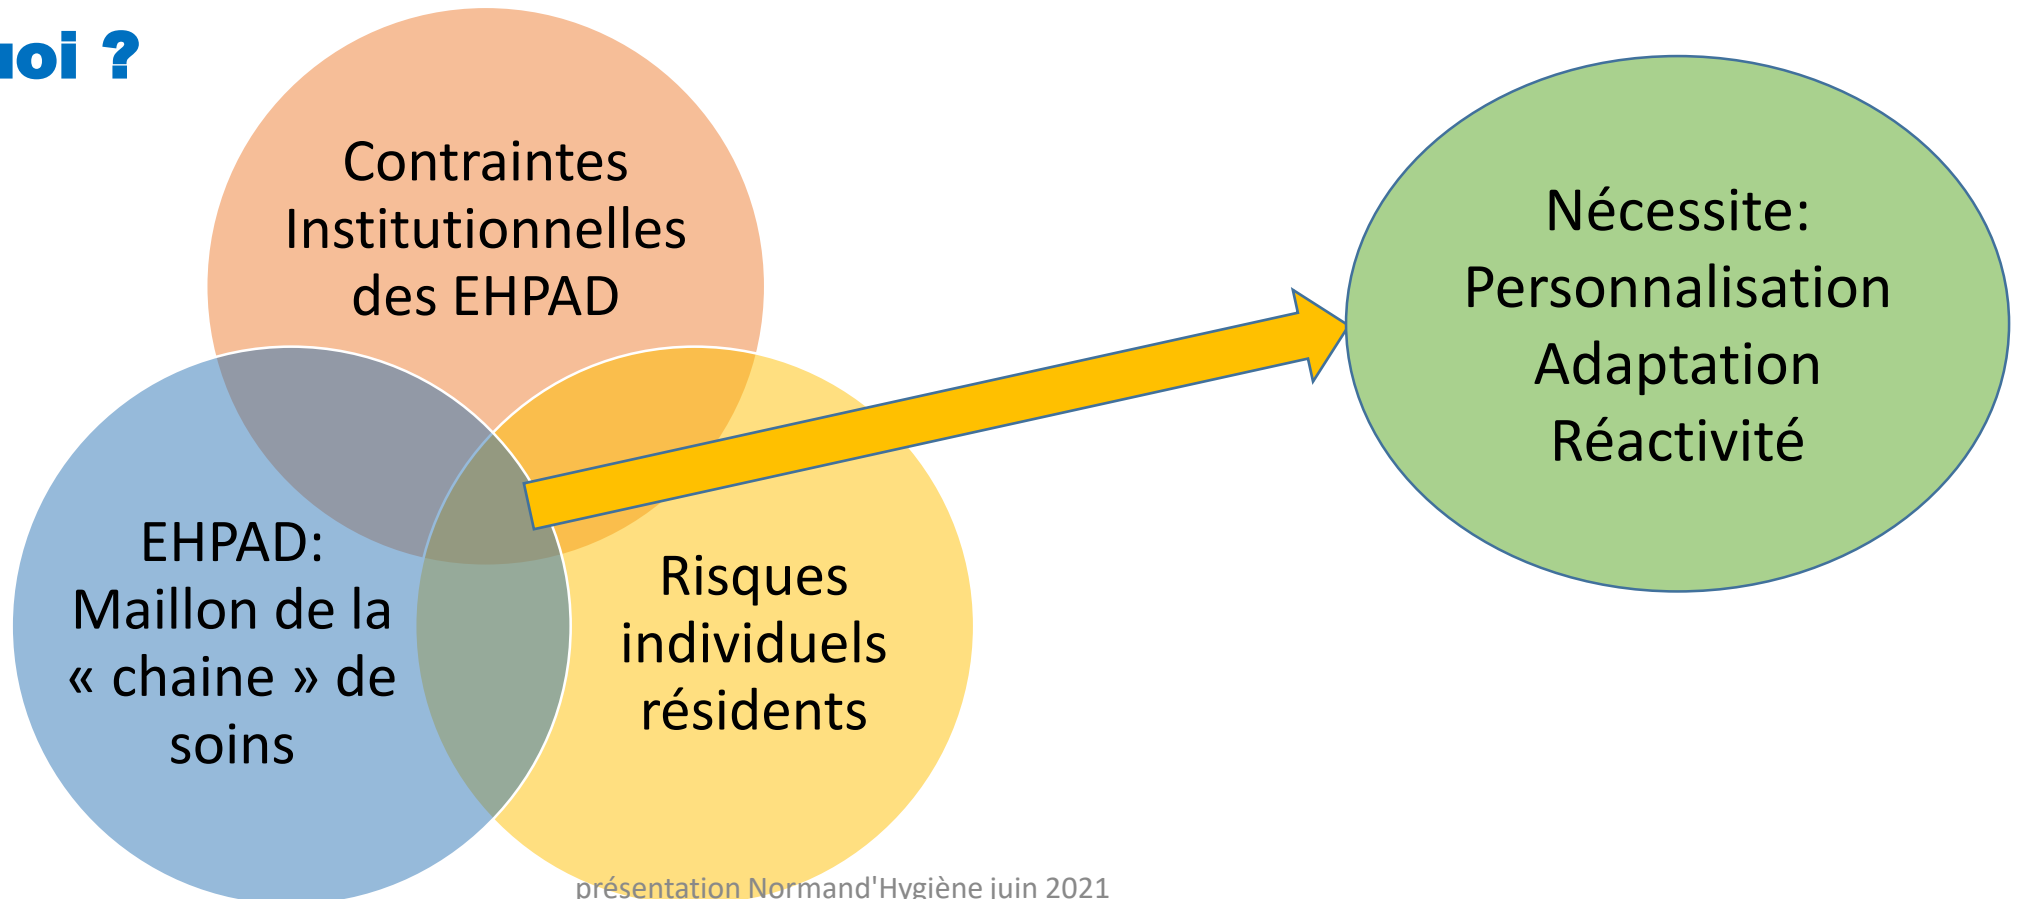 uoi ?
Contraintes
Institutionnelles
des EHPAD
EHPAD:
Maillon de la
« chaine » de
soins
Risques
individuels
résidents
Nécessite:
Personnalisation
Adaptation
Réactivité
présentation Normand'Hygiène juin 2021